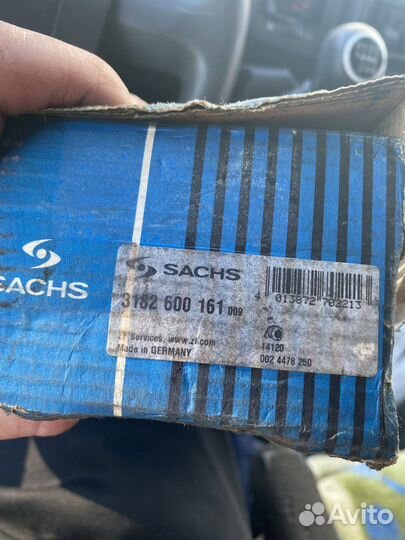 SACHS
SACHS
3182 600 161 009
4 013872 702213
ZF Services, www.zf.com
Made in GERMANY
14120
002 4478 250
Avito